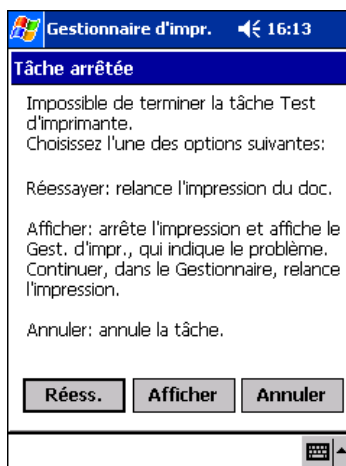 Gestionnaire d'impr. 16:13
Tâche arrêtée
Impossible de terminer la tâche Test
d'imprimante.
Choisissez l'une des options suivantes:
Réessayer: relance l'impression du doc.
Afficher: arrête l'impression et affiche le
Gest. d'impr., qui indique le problème.
Continuer, dans le Gestionnaire, relance
l'impression.
Annuler: annule la tâche.
Réess. Afficher Annuler